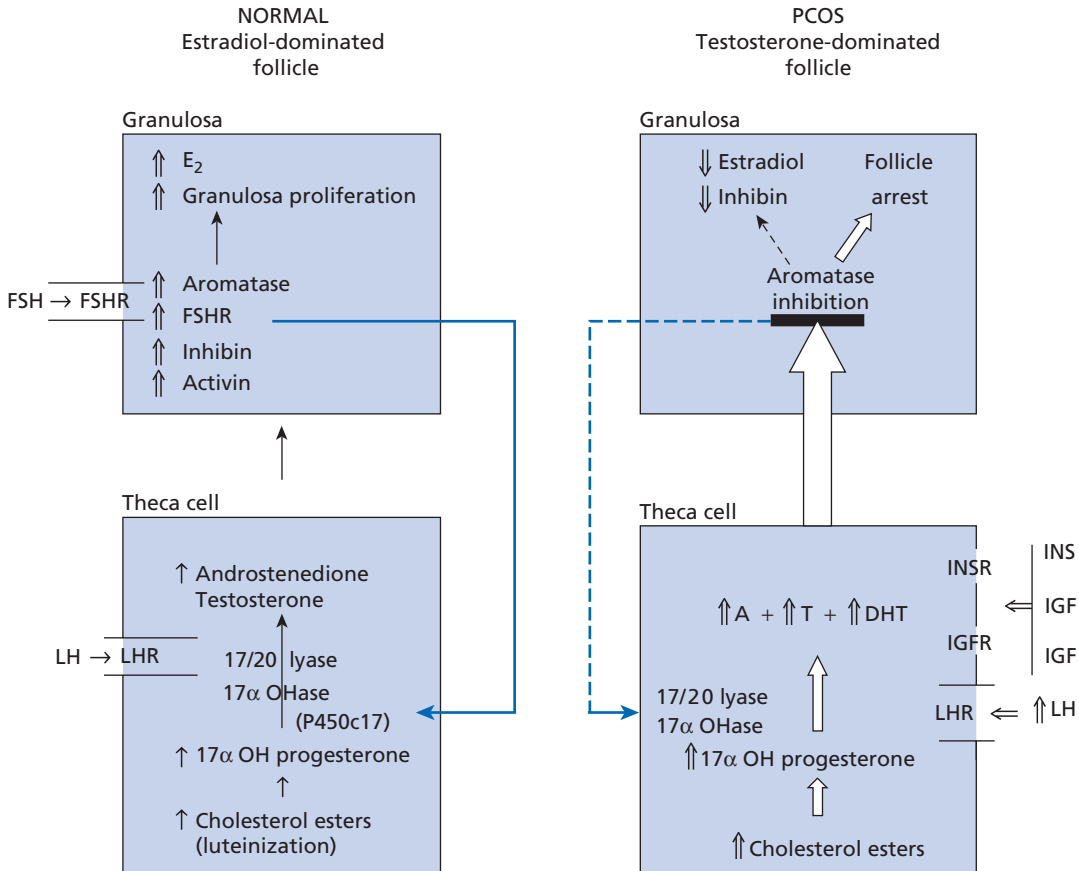 NORMAL
Estradiol-dominated
follicle
Granulosa
⇑ E₂
⇑ Granulosa proliferation
⇑ Aromatase
FSH → FSHR
⇑ FSHR
⇑ Inhibin
⇑ Activin
Theca cell
↑ Androstenedione
Testosterone
LH → LHR
17/20 lyase
17α OHase
(P450c17)
↑ 17α OH progesterone
↑ Cholesterol esters
(luteinization)
PCOS
Testosterone-dominated
follicle
Granulosa
⇓ Estradiol
⇓ Inhibin
Follicle
arrest
Aromatase
inhibition
Theca cell
INSR
INS
IGF
IGFR
IGF
⇑ A + ⇑ T + ⇑ DHT
17/20 lyase
17α OHase
LHR ⇐ ⇑ LH
⇑ 17α OH progesterone
⇑ Cholesterol esters